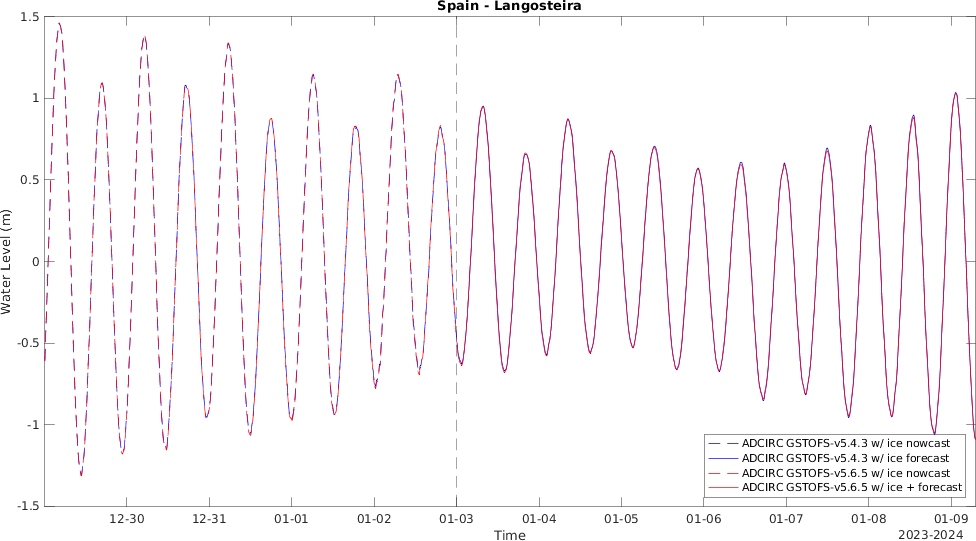 Spain - Langosteira
1.5
1
0.5
0
-0.5
-1
-1.5
Water Level (m)
12-30
12-31
01-01
01-02
01-03
01-04
01-05
01-06
01-07
01-08
01-09
2023-2024
Time
ADCIRC GSTOFS-v5.4.3 w/ ice nowcast
ADCIRC GSTOFS-v5.4.3 w/ ice forecast
ADCIRC GSTOFS-v5.6.5 w/ ice nowcast
ADCIRC GSTOFS-v5.6.5 w/ ice + forecast